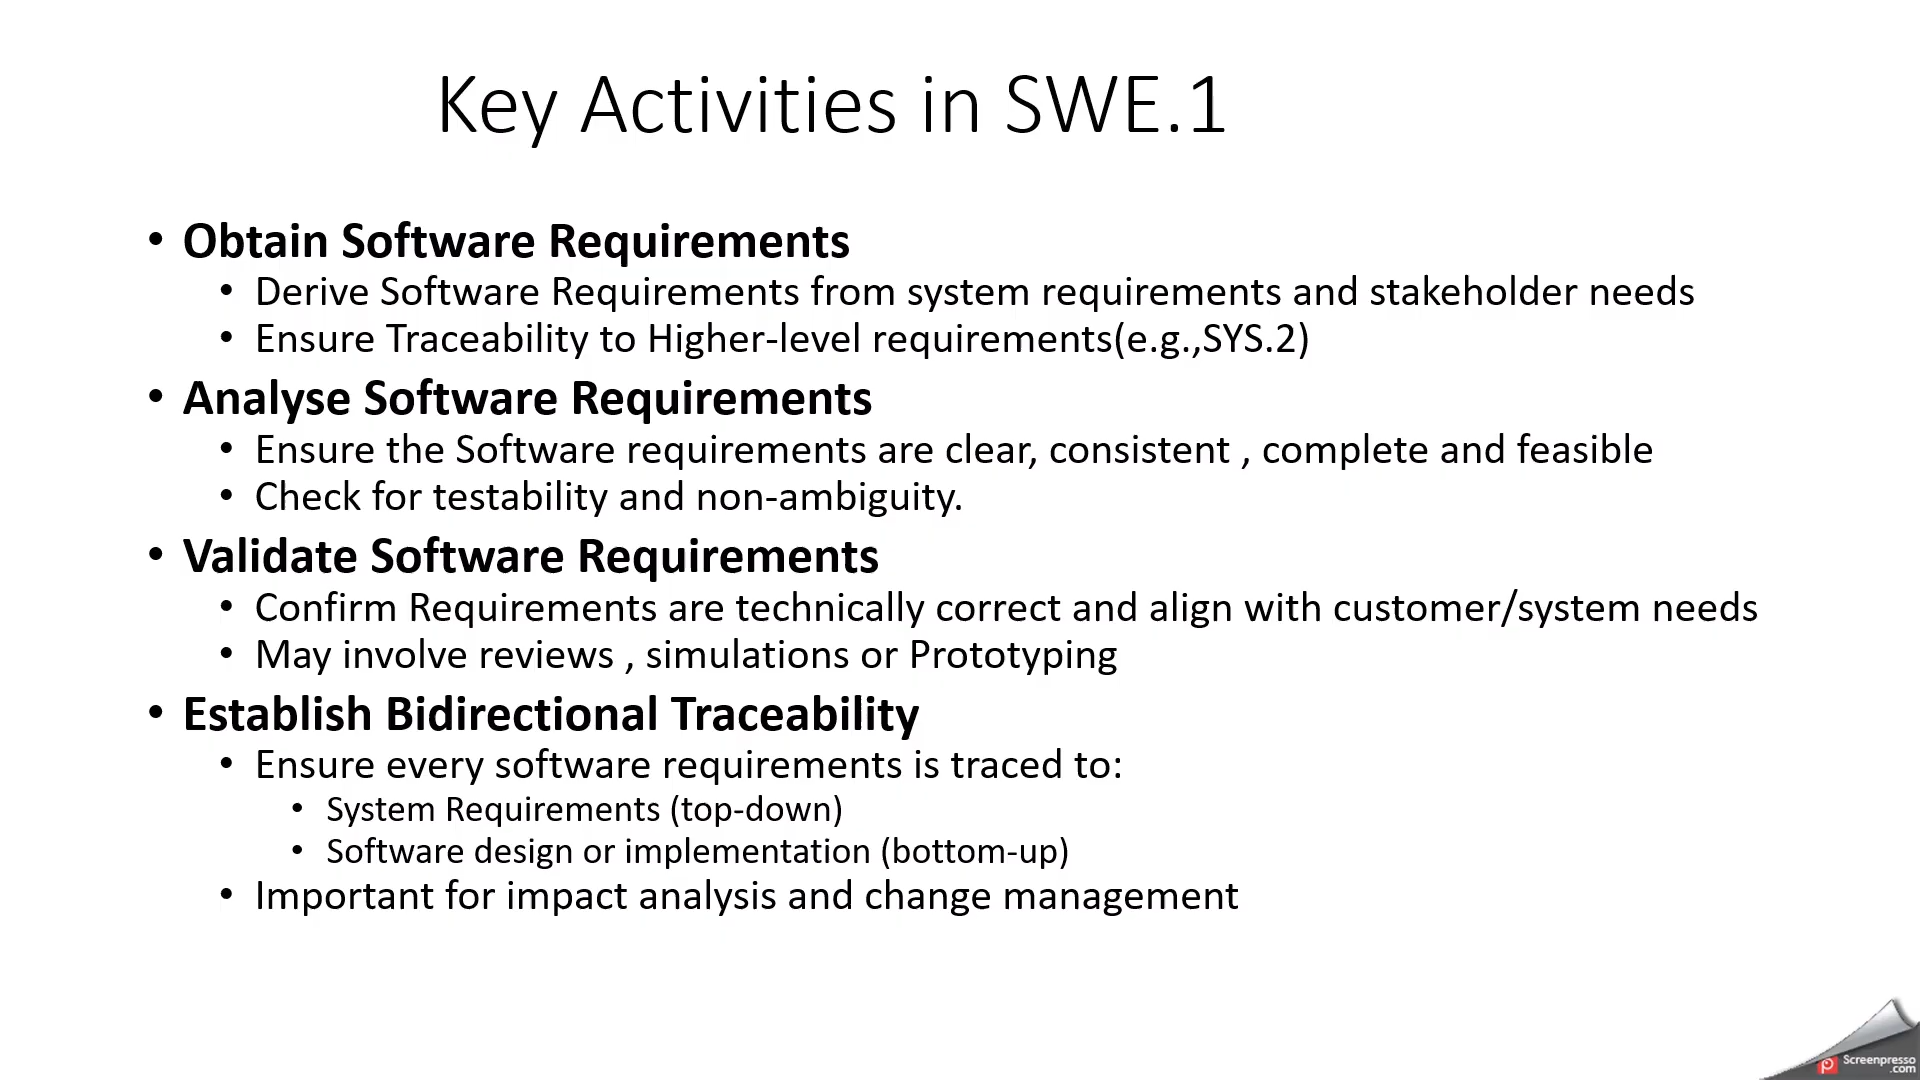 Key Activities in SWE.1
• Obtain Software Requirements
• Derive Software Requirements from system requirements and stakeholder needs
• Ensure Traceability to Higher-level requirements(e.g.,SYS.2)
• Analyse Software Requirements
• Ensure the Software requirements are clear, consistent , complete and feasible
• Check for testability and non-ambiguity.
• Validate Software Requirements
• Confirm Requirements are technically correct and align with customer/system needs
• May involve reviews , simulations or Prototyping
• Establish Bidirectional Traceability
• Ensure every software requirements is traced to:
• System Requirements (top-down)
• Software design or implementation (bottom-up)
• Important for impact analysis and change management
Screenpresso
.com